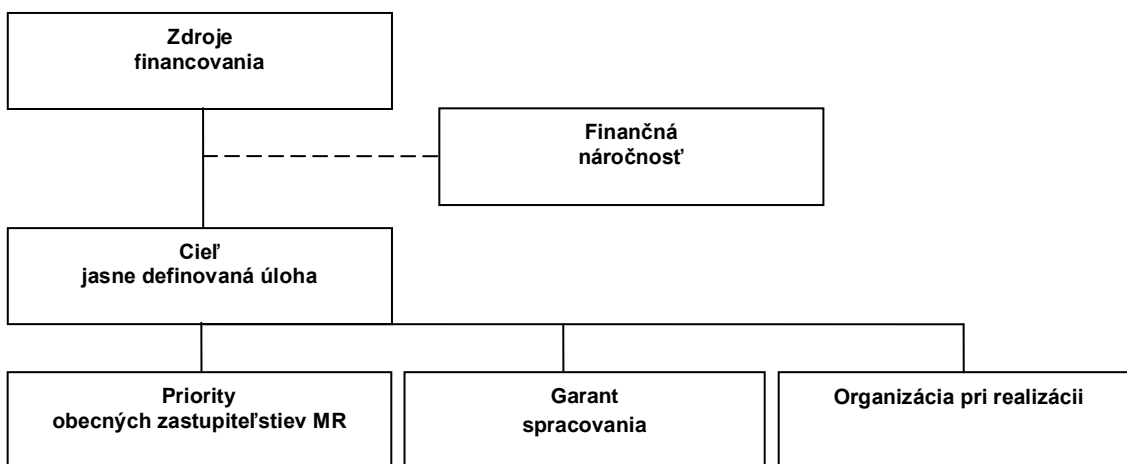 Zdroje
financovania
Finančná
náročnosť
Cieľ
jasne definovaná úloha
Priority
obecných zastupiteľstiev MR
Garant
spracovania
Organizácia pri realizácii